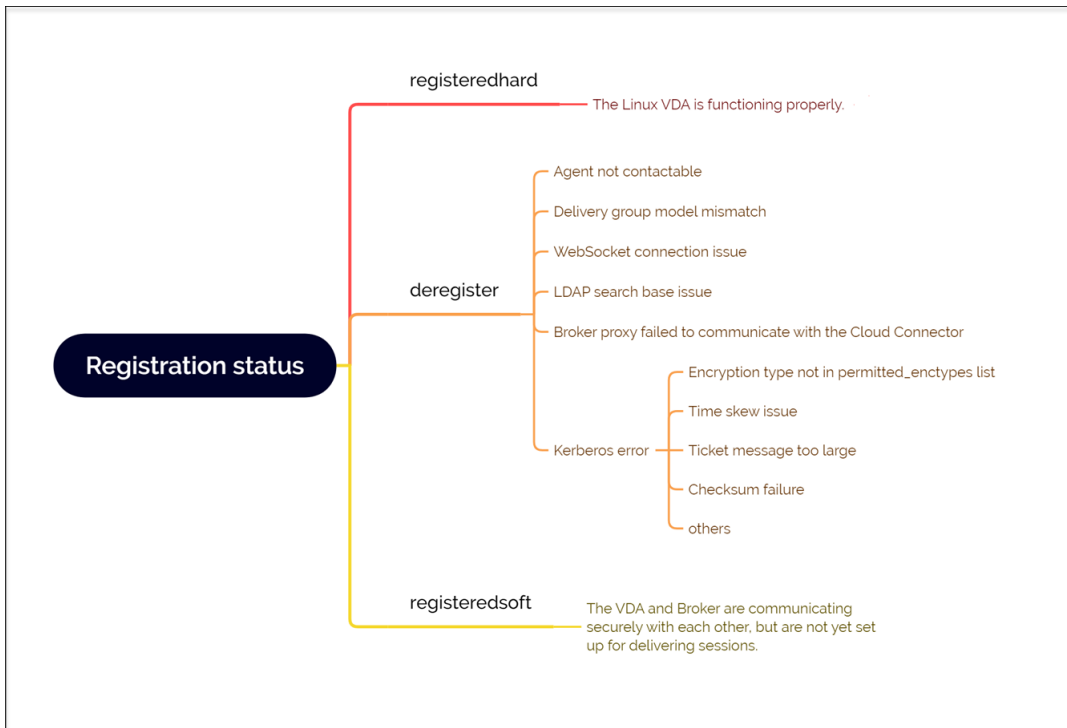 registeredhard
The Linux VDA is functioning properly.
Agent not contactable
Delivery group model mismatch
WebSocket connection issue
deregister
LDAP search base issue
Broker proxy failed to communicate with the Cloud Connector
Registration status
Encryption type not in permitted_enctypes list
Time skew issue
Kerberos error
Ticket message too large
Checksum failure
others
registeredsoft
The VDA and Broker are communicating
securely with each other, but are not yet set
up for delivering sessions.